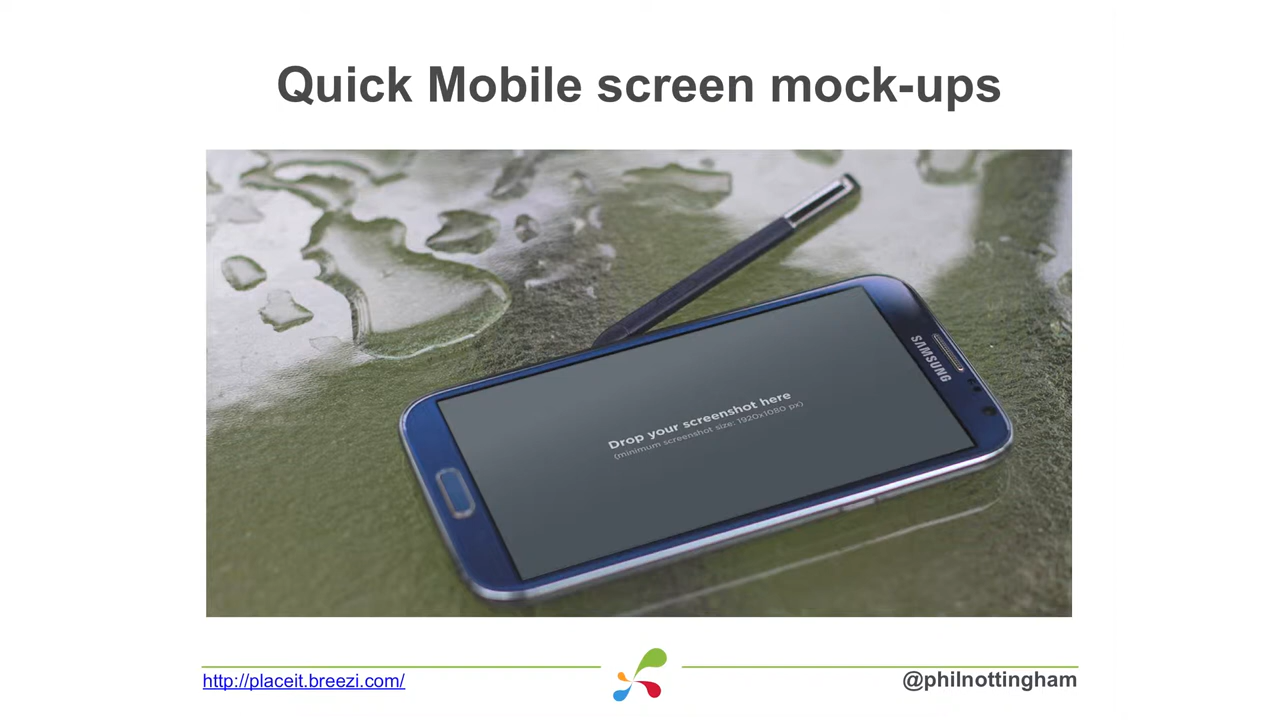 Quick Mobile screen mock-ups
SAMSUNG
Drop your screenshot here
(minimum screenshot size: 1920x1080 px)
http://placeit.breezi.com/
@philnottingham